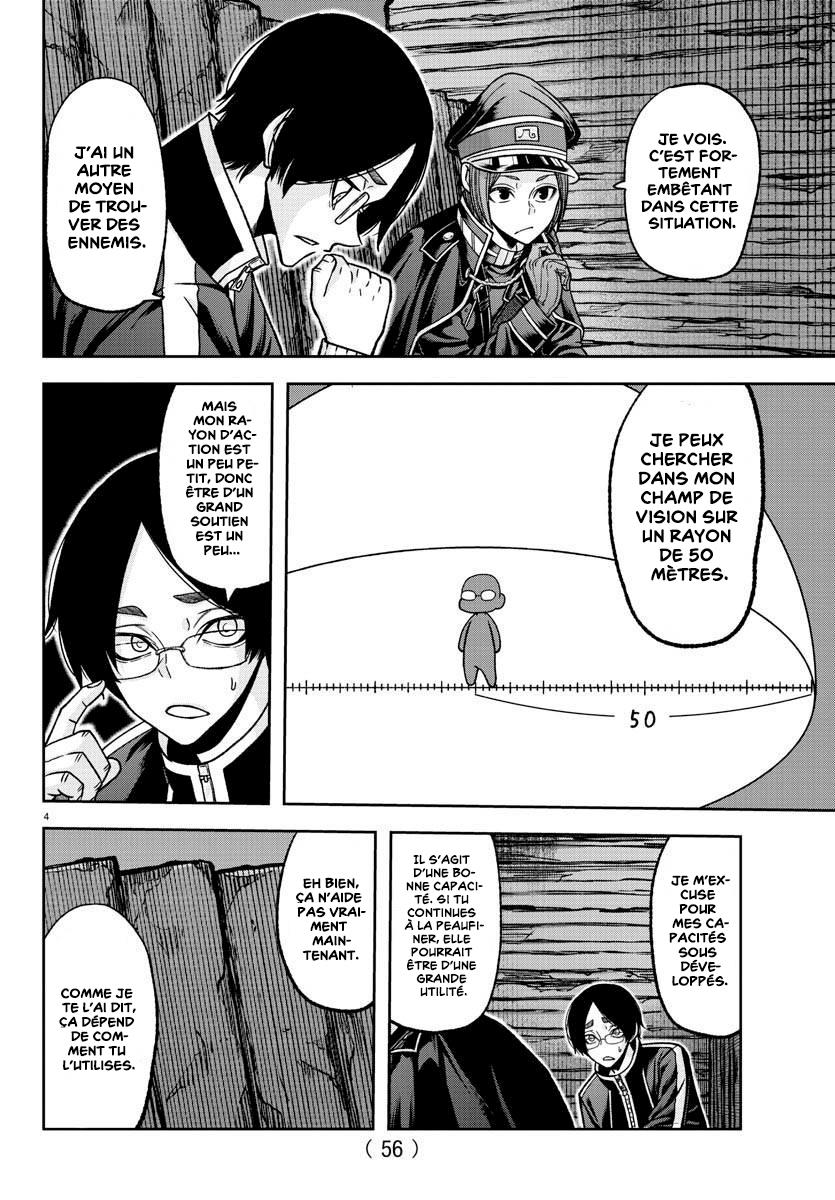 JE VOIS.
C'EST FOR-
TEMENT
EMBÊTANT
DANS CETTE
SITUATION.
J'AI UN
AUTRE
MOYEN
DE TROU-
VER DES
ENNEMIS.
JE PEUX
CHERCHER
DANS MON
CHAMP DE
VISION SUR
UN RAYON
DE 50
MÈTRES.
50
MAIS
MON RA-
YON D'AC-
TION EST
UN PEU PE-
TIT, DONC
ÊTRE D'UN
GRAND
SOUTIEN
EST UN
PEU...
4
JE M'EX-
CUSE
POUR
MES CA-
PACITÉS
SOUS
DÉVE-
LOPPÉS.
IL S'AGIT
D'UNE BON-
NE CAPACI-
TÉ. SI TU
CONTINUES
À LA PEAUFI-
NER, ELLE
POURRAIT
ÊTRE D'UNE
GRANDE
UTILITÉ.
EH BIEN,
ÇA N'AIDE
PAS VRAI-
MENT
MAIN-
TENANT.
COMME JE
TE L'AI DIT,
ÇA DÉPEND
DE COM-
MENT TU
L'UTILISES.
( 56 )